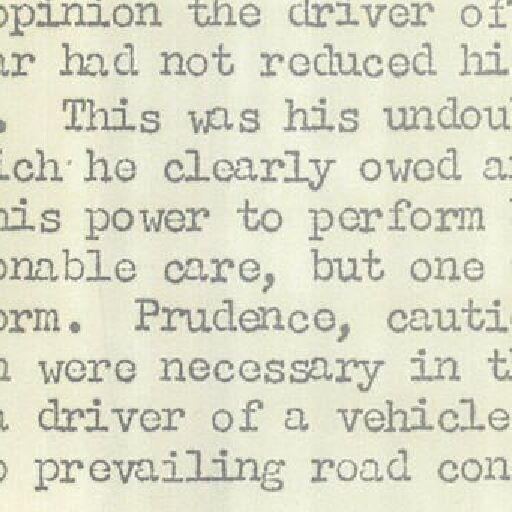 opinion the driver of
ar had not reduced hi
. This was his undou
ich he clearly owed a
his power to perform
onable care, but one
orm. Prudence, cauti
were necessary in t
a driver of a vehicle
prevailing road con